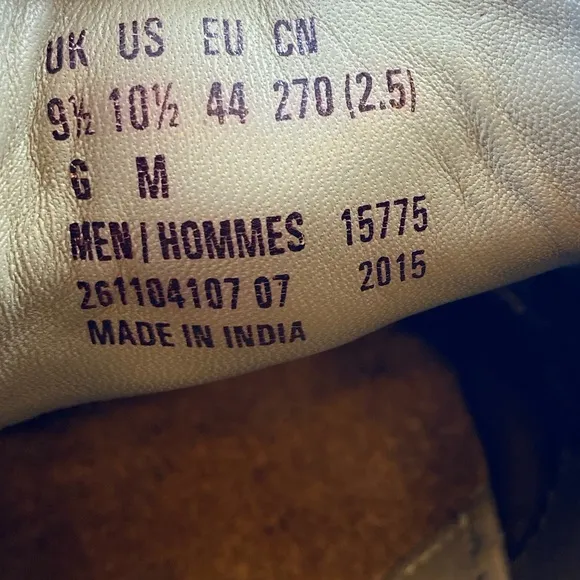 UK US EU CN
9½ 10½ 44 270 (2.5)
G M
MEN | HOMMES 15775
261104107 07 2015
MADE IN INDIA